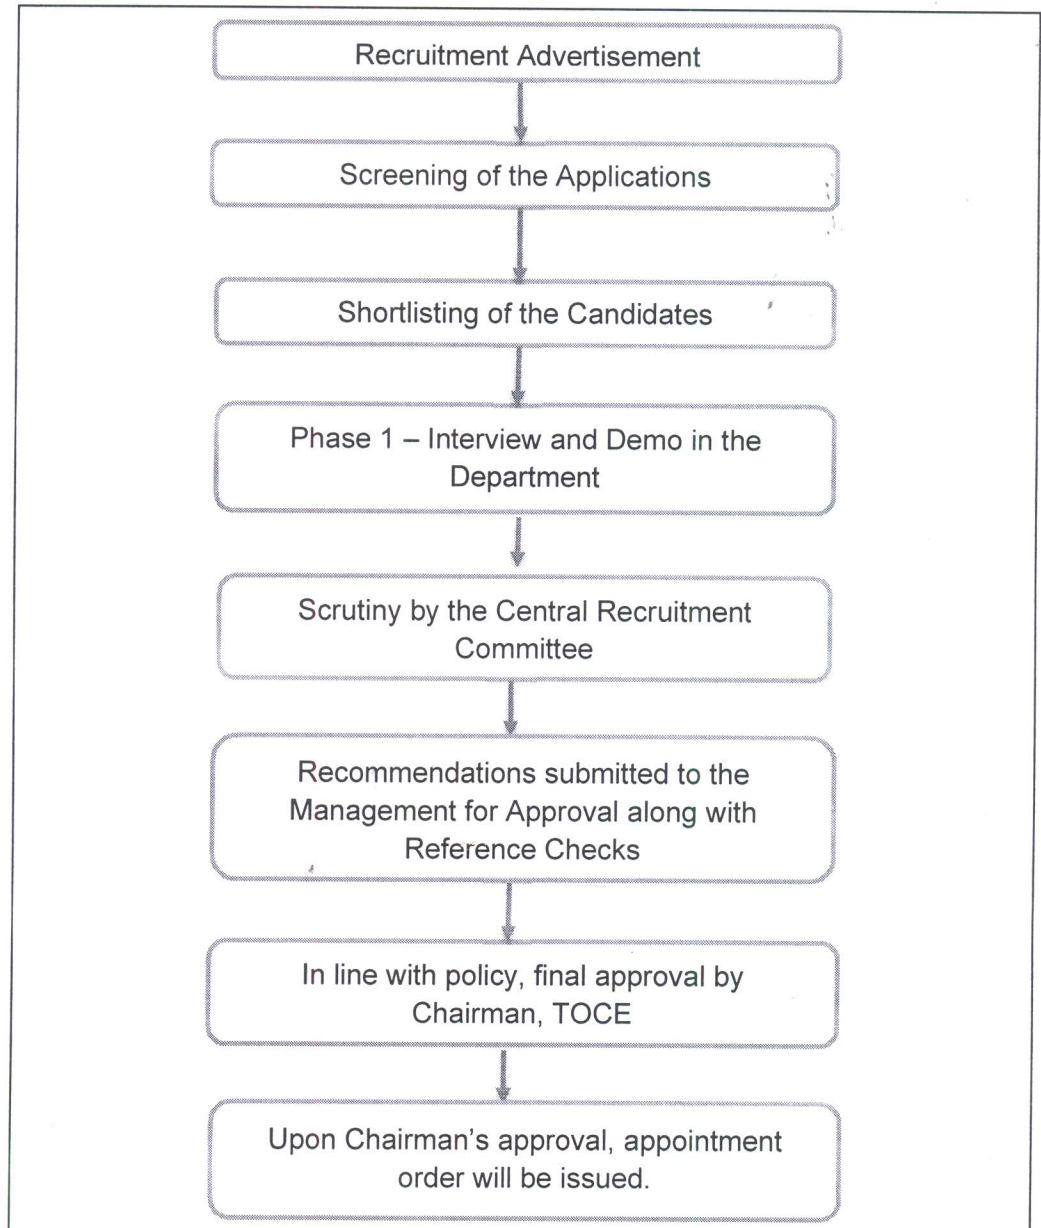 Recruitment Advertisement
Screening of the Applications
Shortlisting of the Candidates
Phase 1 – Interview and Demo in the
Department
Scrutiny by the Central Recruitment
Committee
Recommendations submitted to the
Management for Approval along with
Reference Checks
In line with policy, final approval by
Chairman, TOCE
Upon Chairman’s approval, appointment
order will be issued.